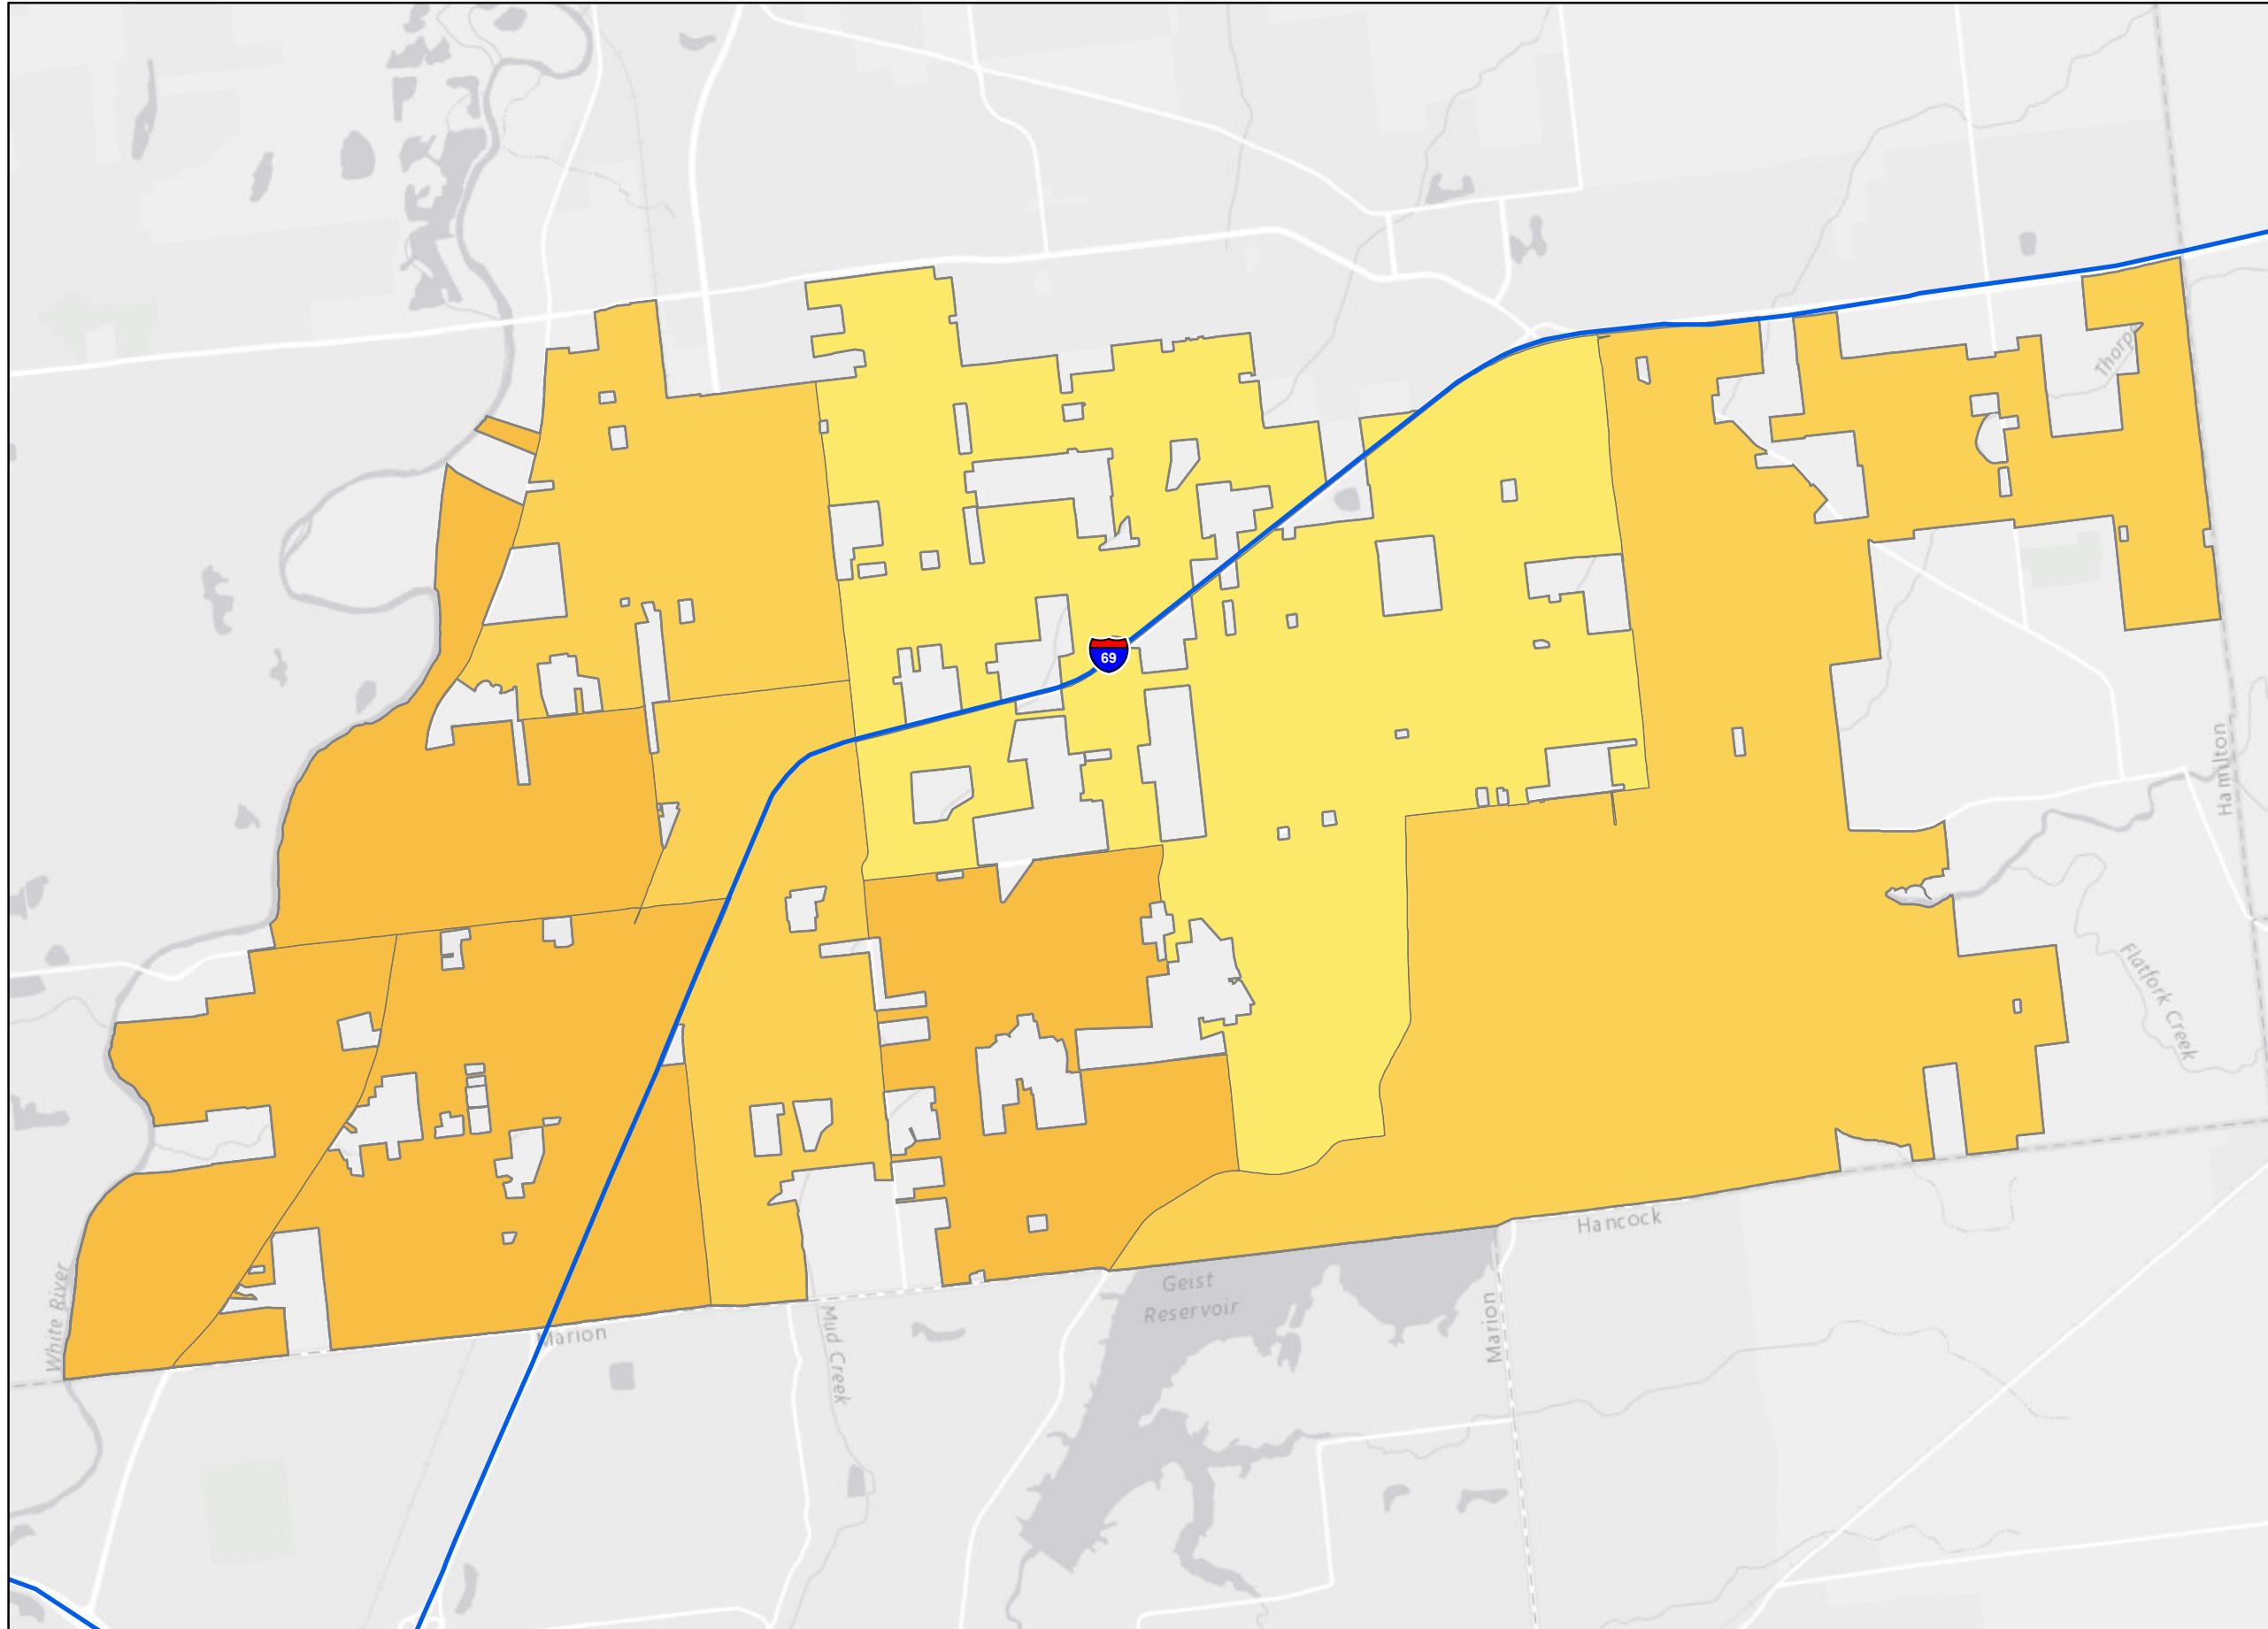 Thorpe
69
Hamilton
Flatfork Creek
Hancock
Geist
Reservoir
White River
Marion
Mud Creek
Marion